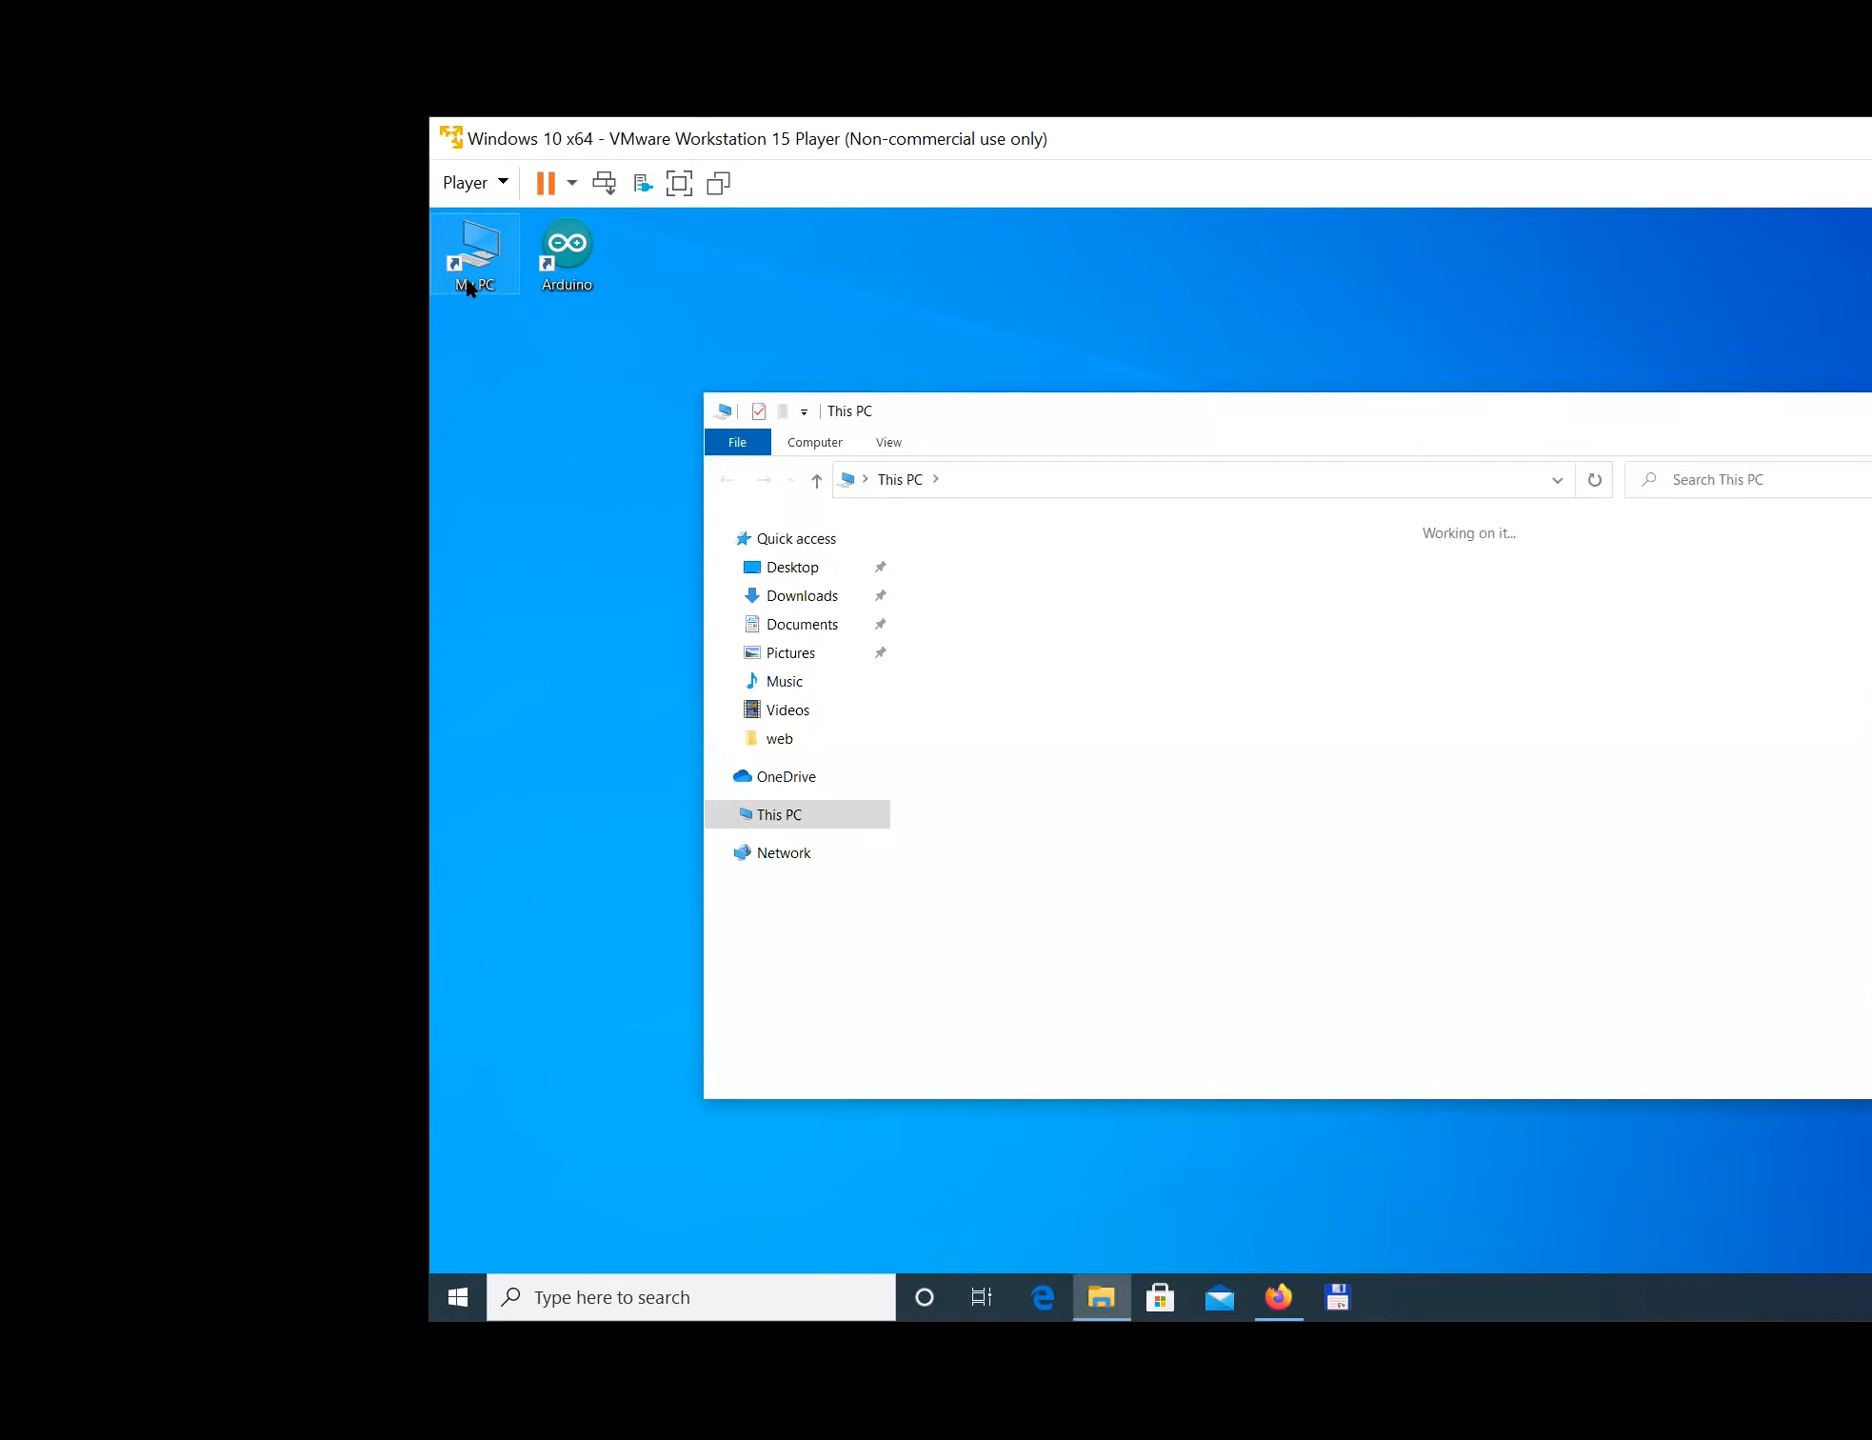 Windows 10 x64 - VMware Workstation 15 Player (Non-commercial use only)
Player
My PC
Arduino
This PC
File
Computer
View
This PC
Search This PC
Working on it...
Quick access
Desktop
Downloads
Documents
Pictures
Music
Videos
web
OneDrive
This PC
Network
Type here to search